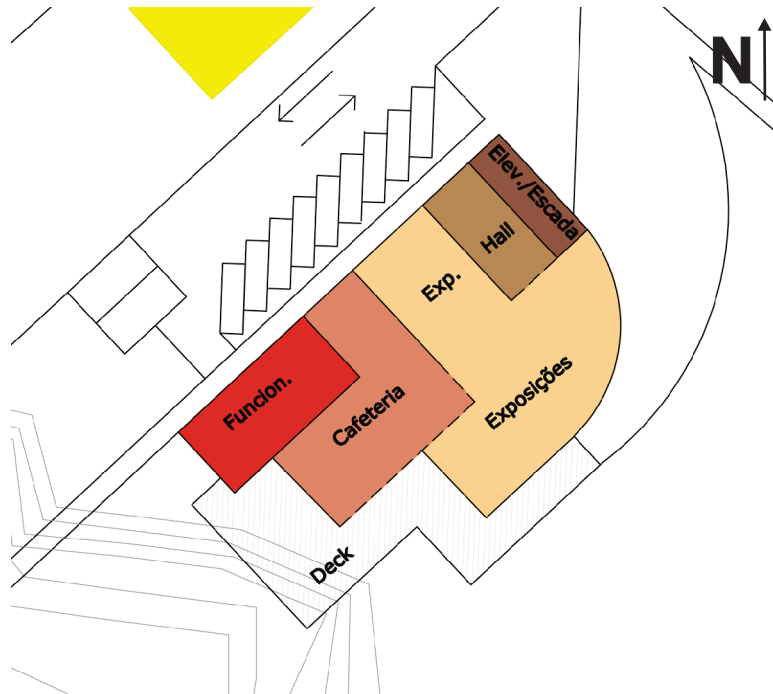 N
Elev./Escada
Hall
Exp.
Exposições
Funcion.
Cafeteria
Deck